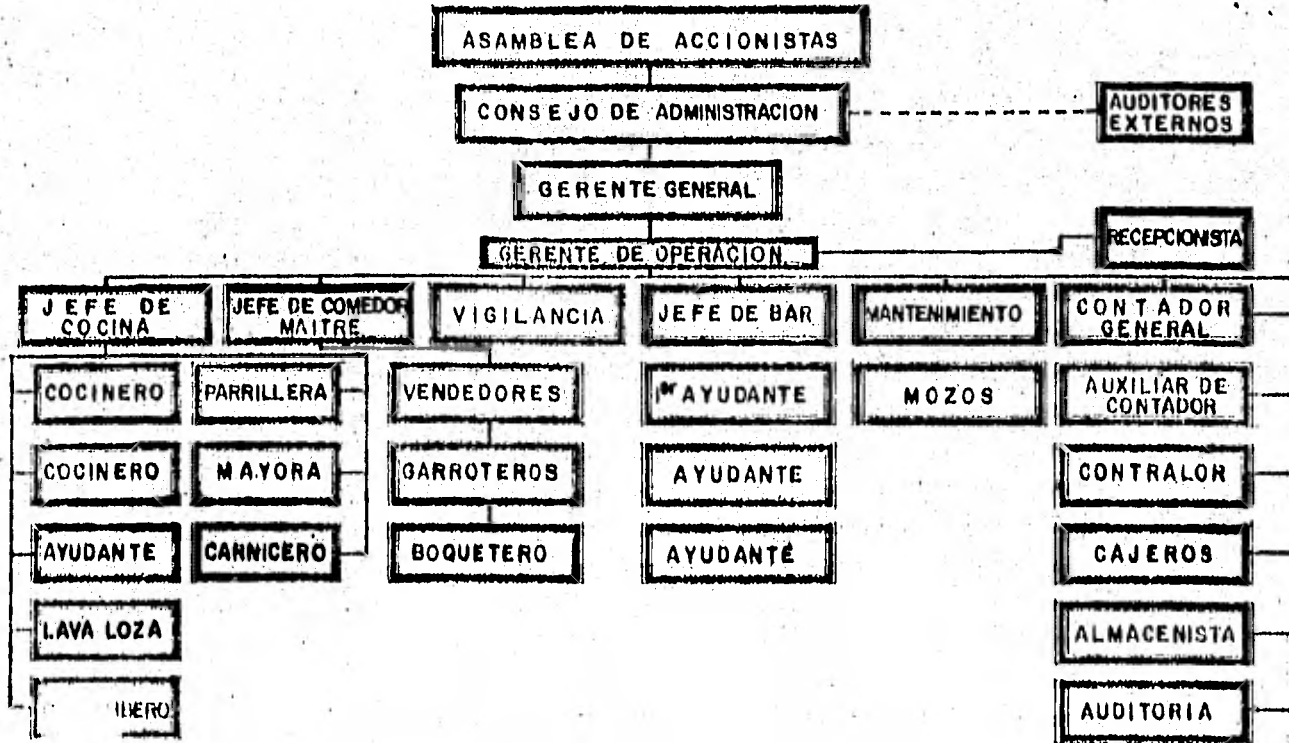 ASAMBLEA DE ACCIONISTAS
CONSEJO DE ADMINISTRACION
AUDITORES
EXTERNOS
GERENTE GENERAL
RECEPCIONISTA
GERENTE DE OPERACION
JEFE DE
COCINA
JEFE DE COMEDOR
MAITRE
VIGILANCIA
JEFE DE BAR
MANTENIMIENTO
CONTADOR
GENERAL
COCINERO
PARRILLERA
VENDEDORES
1er AYUDANTE
MOZOS
AUXILIAR DE
CONTADOR
COCINERO
MAYORA
GARROTEROS
AYUDANTE
CONTRALOR
AYUDANTE
CARNICERO
BOQUETERO
AYUDANTE
CAJEROS
LAVA LOZA
ALMACENISTA
AUDITORIA